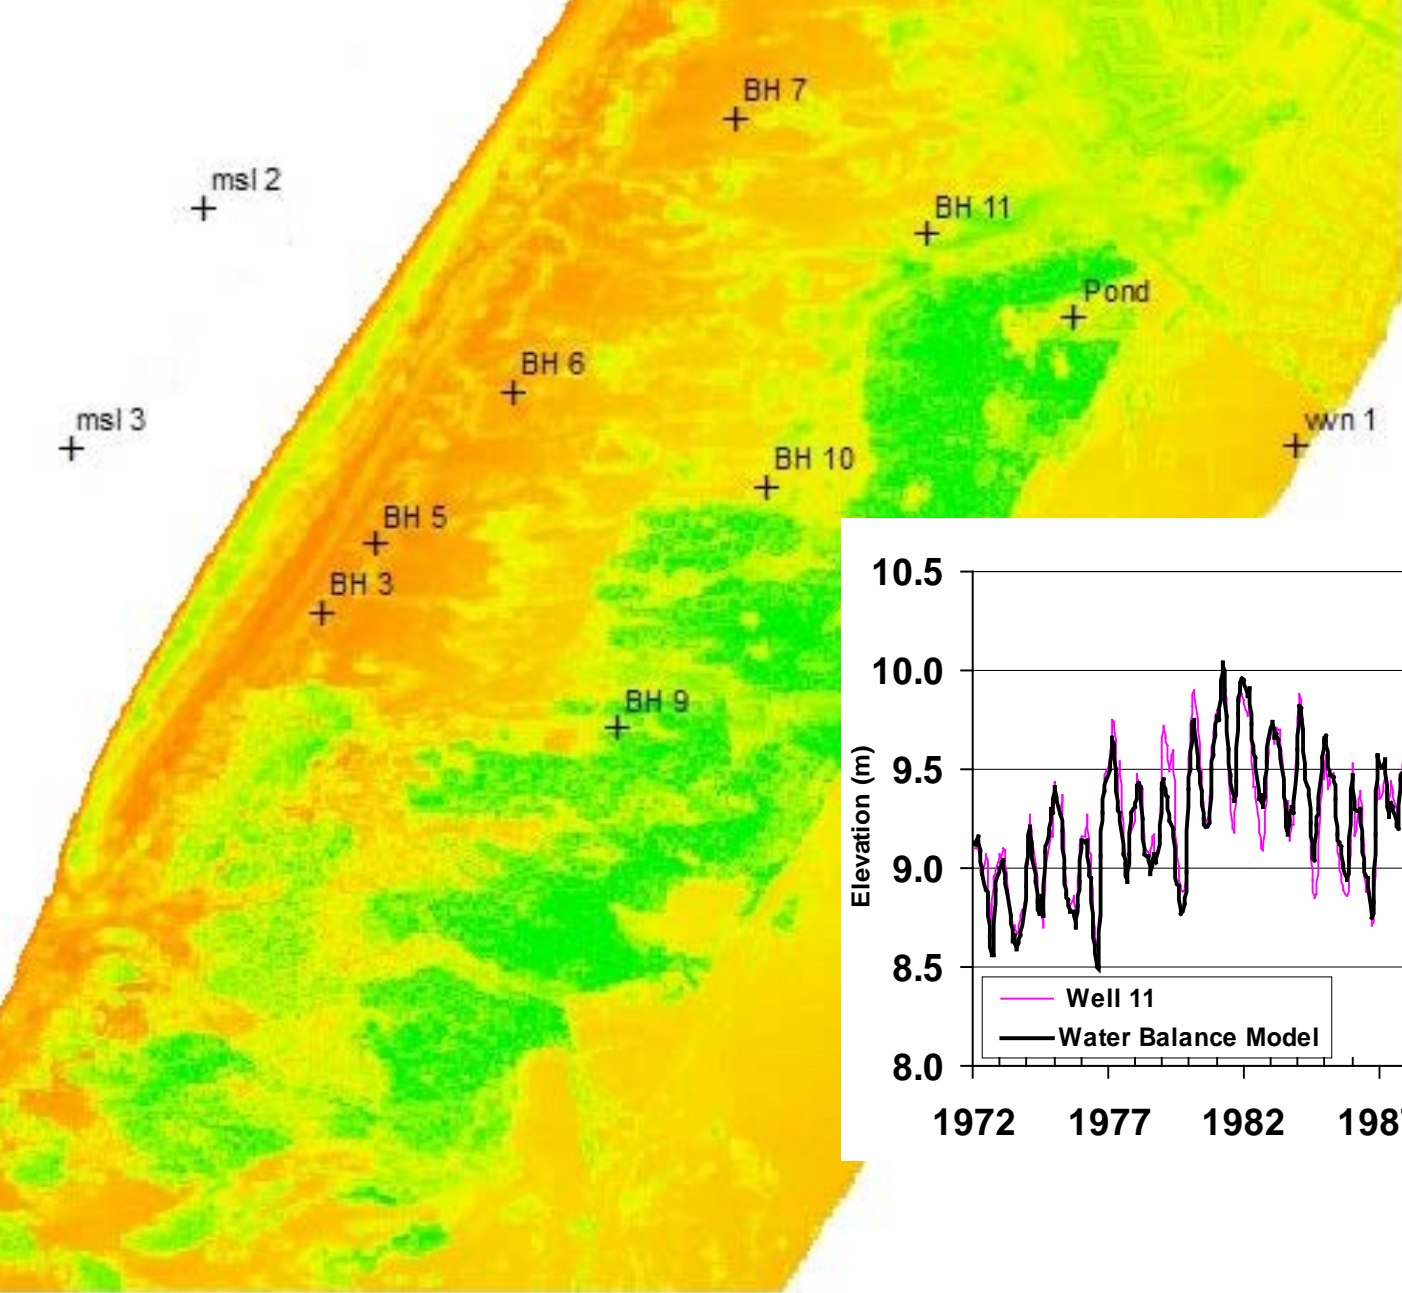 BH 7
msl 2
BH 11
Pond
BH 6
msl 3
wvn 1
BH 10
BH 5
BH 3
BH 9
10.5
10.0
9.5
9.0
8.5
8.0
Elevation (m)
Well 11
Water Balance Model
1972 1977 1982 198